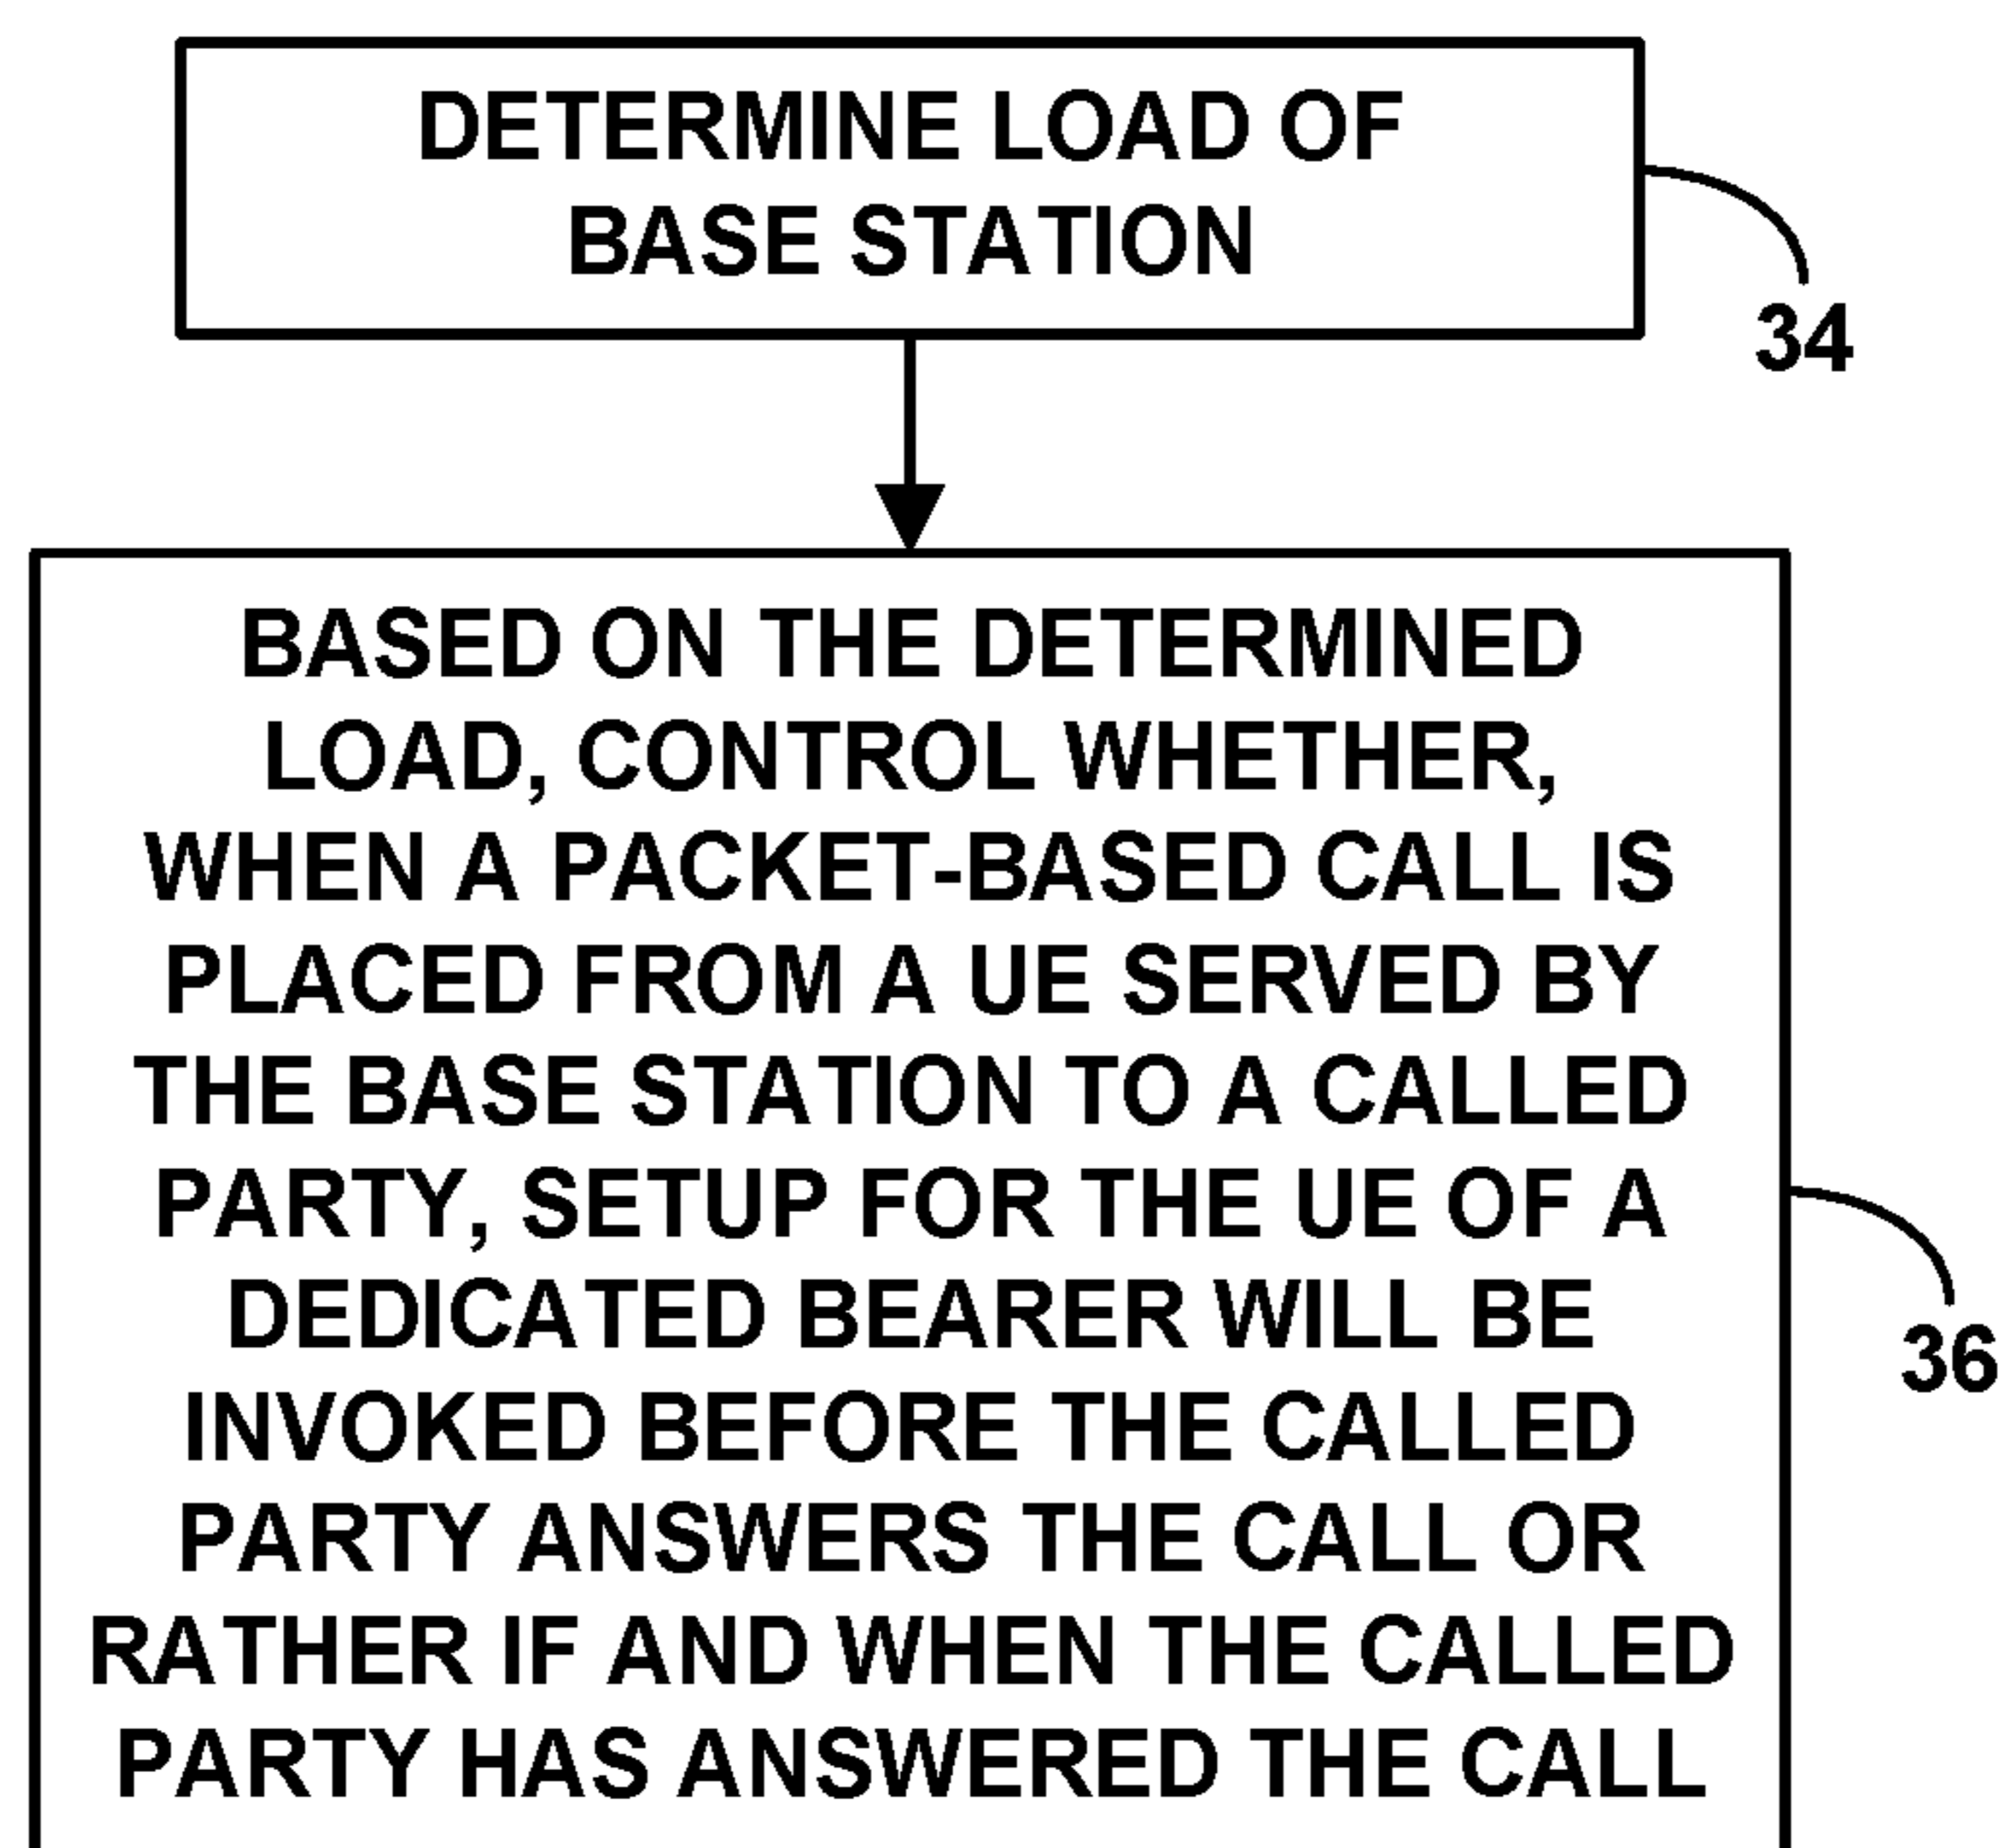 DETERMINE LOAD OF
BASE STATION
34
BASED ON THE DETERMINED
LOAD, CONTROL WHETHER,
WHEN A PACKET-BASED CALL IS
PLACED FROM A UE SERVED BY
THE BASE STATION TO A CALLED
PARTY, SETUP FOR THE UE OF A
DEDICATED BEARER WILL BE
INVOKED BEFORE THE CALLED
PARTY ANSWERS THE CALL OR
RATHER IF AND WHEN THE CALLED
PARTY HAS ANSWERED THE CALL
36